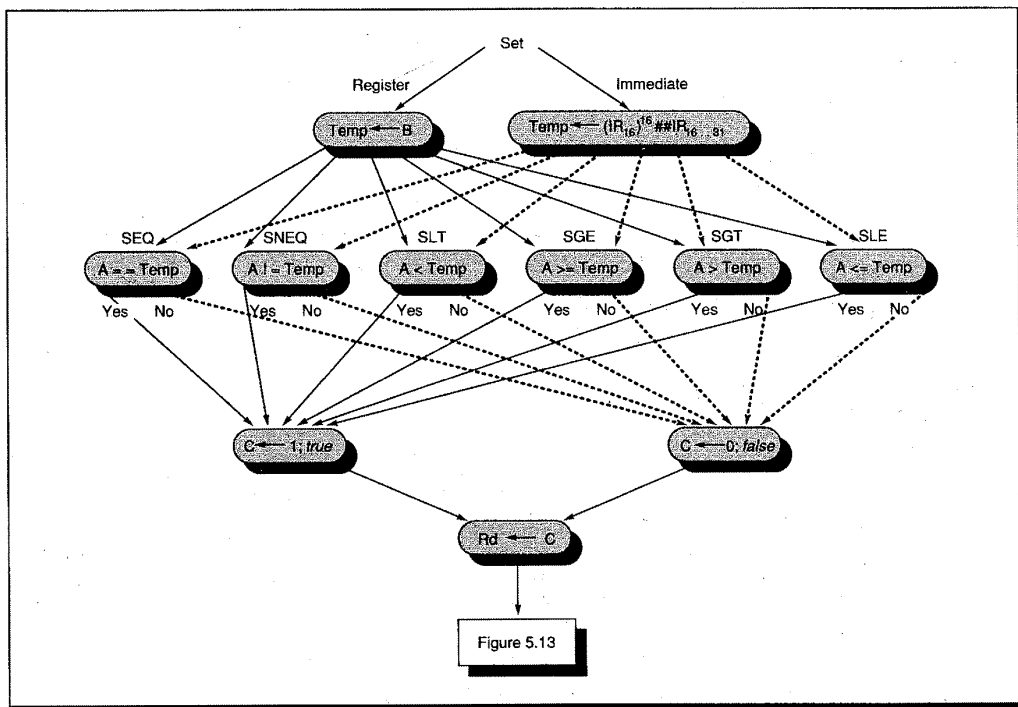 Set
Register
Immediate
Temp ← B
Temp ← (IR16)^16 ##IR16...31
SEQ
SNEQ
SLT
SGE
SGT
SLE
A = = Temp
A ! = Temp
A < Temp
A >= Temp
A > Temp
A <= Temp
Yes No
Yes No
Yes No
Yes No
Yes No
Yes No
C ← 1; true
C ← 0; false
Rd ← C
Figure 5.13